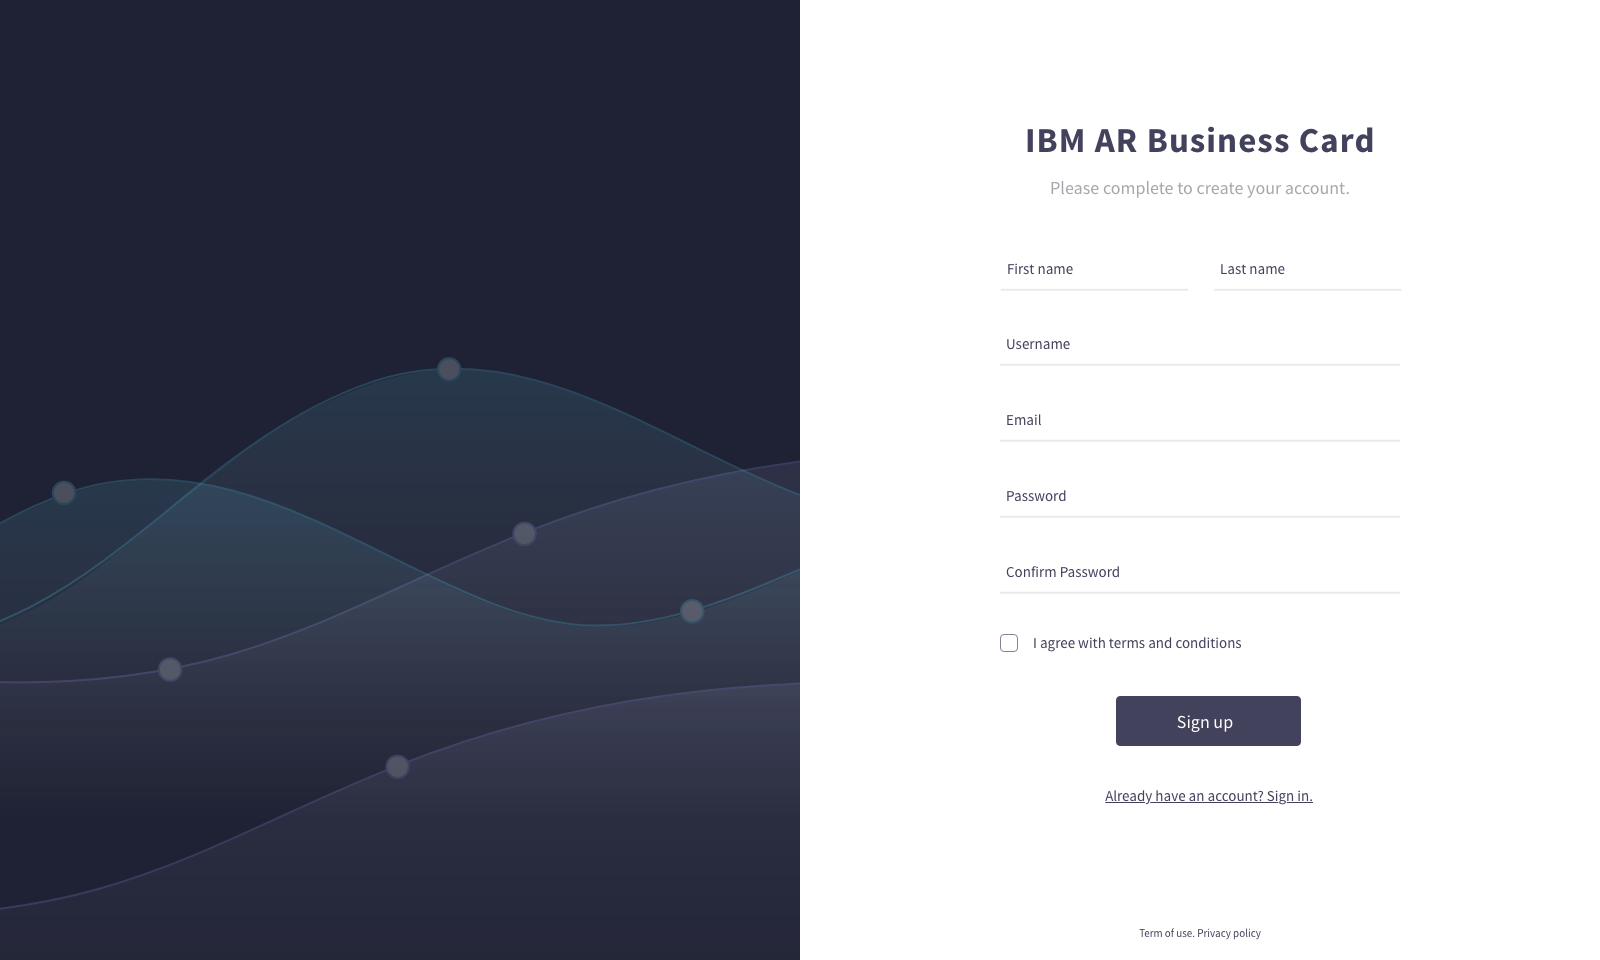 IBM AR Business Card
Please complete to create your account.
First name Last name
Username
Email
Password
Confirm Password
I agree with terms and conditions
Sign up
Already have an account? Sign in.
Term of use. Privacy policy